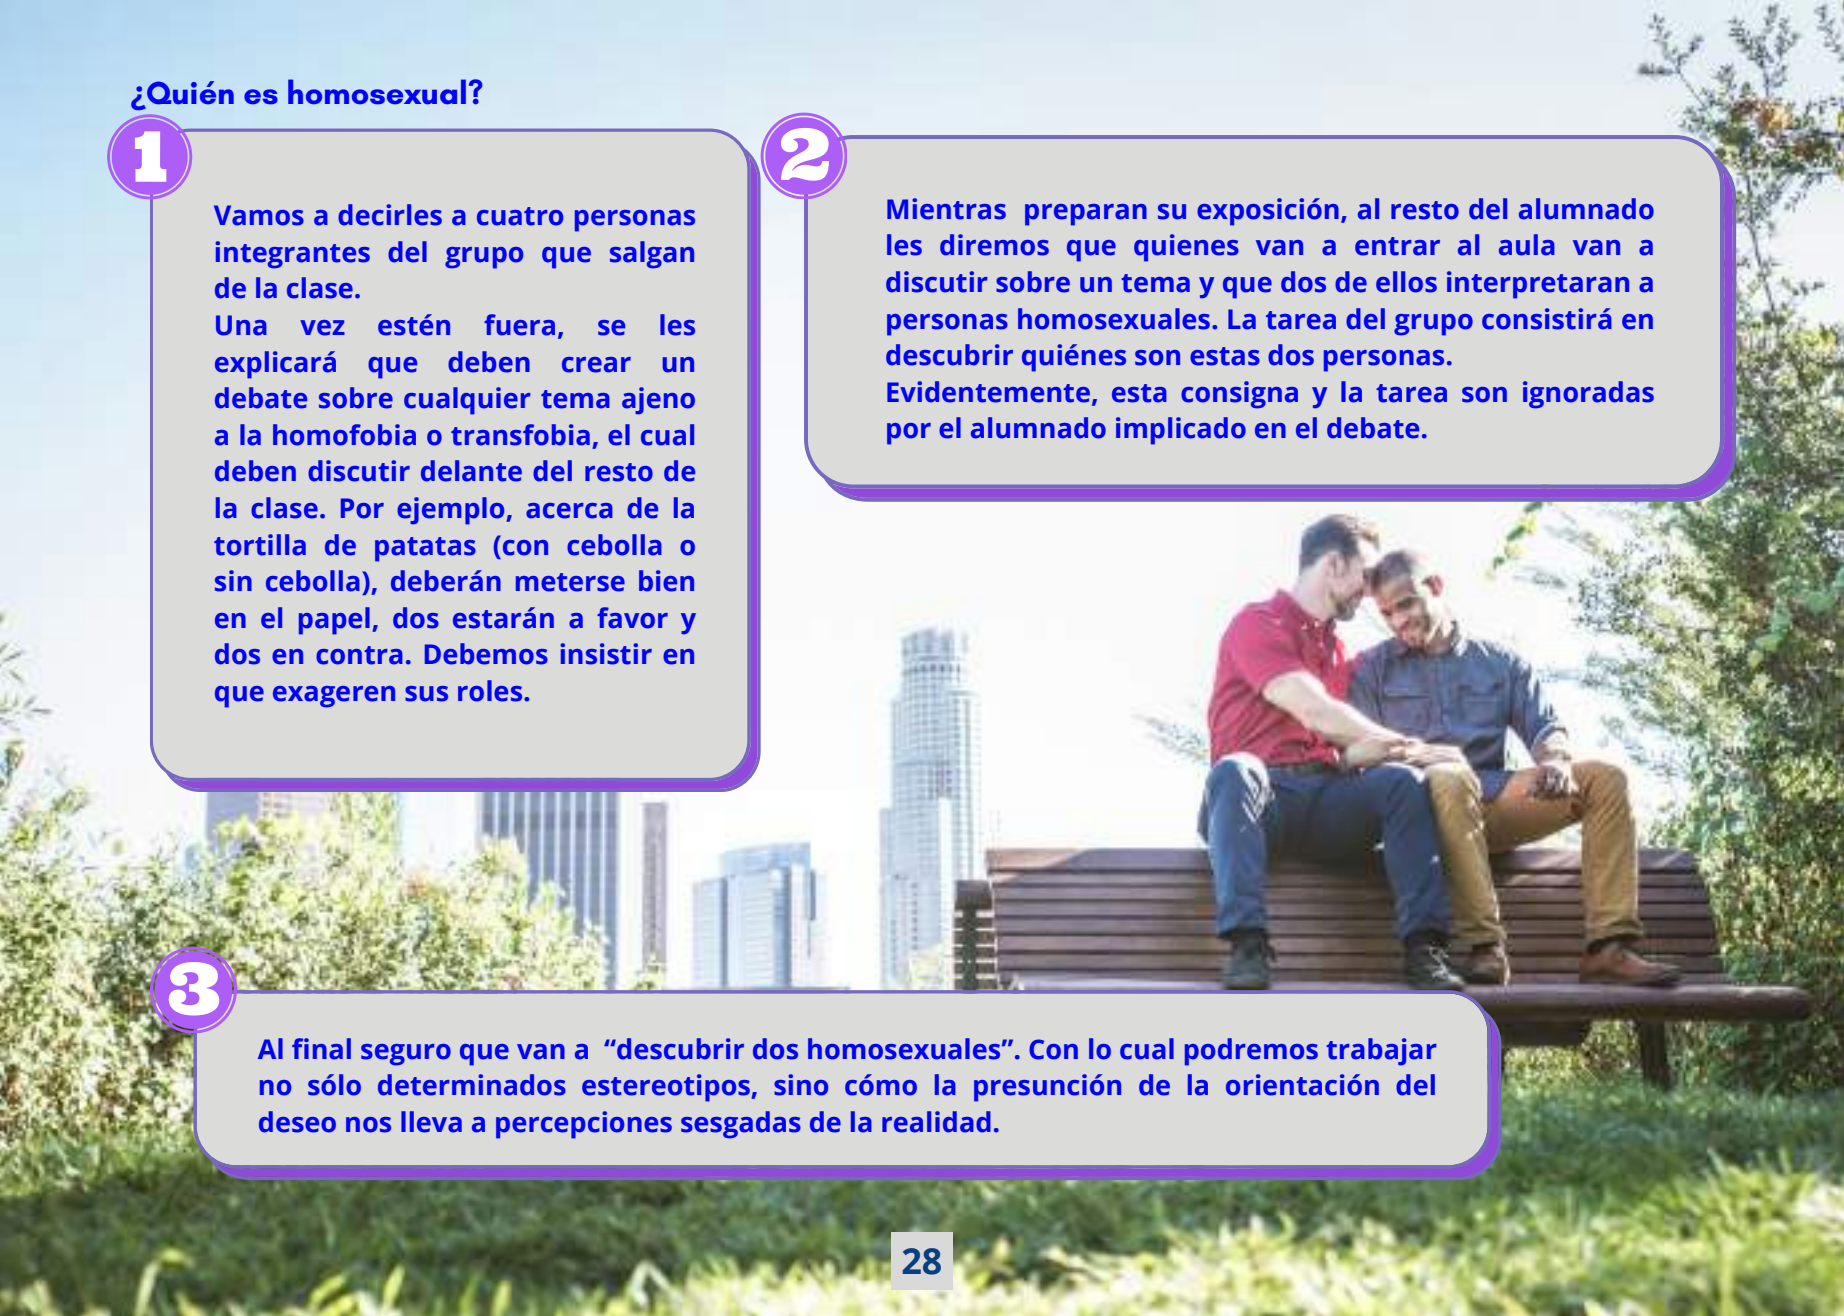 ¿Quién es homosexual?
1
Vamos a decirles a cuatro personas
integrantes del grupo que salgan
de la clase.
Una vez estén fuera, se les
explicará que deben crear un
debate sobre cualquier tema ajeno
a la homofobia o transfobia, el cual
deben discutir delante del resto de
la clase. Por ejemplo, acerca de la
tortilla de patatas (con cebolla o
sin cebolla), deberán meterse bien
en el papel, dos estarán a favor y
dos en contra. Debemos insistir en
que exageren sus roles.
2
Mientras preparan su exposición, al resto del alumnado
les diremos que quienes van a entrar al aula van a
discutir sobre un tema y que dos de ellos interpretaran a
personas homosexuales. La tarea del grupo consistirá en
descubrir quiénes son estas dos personas.
Evidentemente, esta consigna y la tarea son ignoradas
por el alumnado implicado en el debate.
3
Al final seguro que van a “descubrir dos homosexuales”. Con lo cual podremos trabajar
no sólo determinados estereotipos, sino cómo la presunción de la orientación del
deseo nos lleva a percepciones sesgadas de la realidad.
28